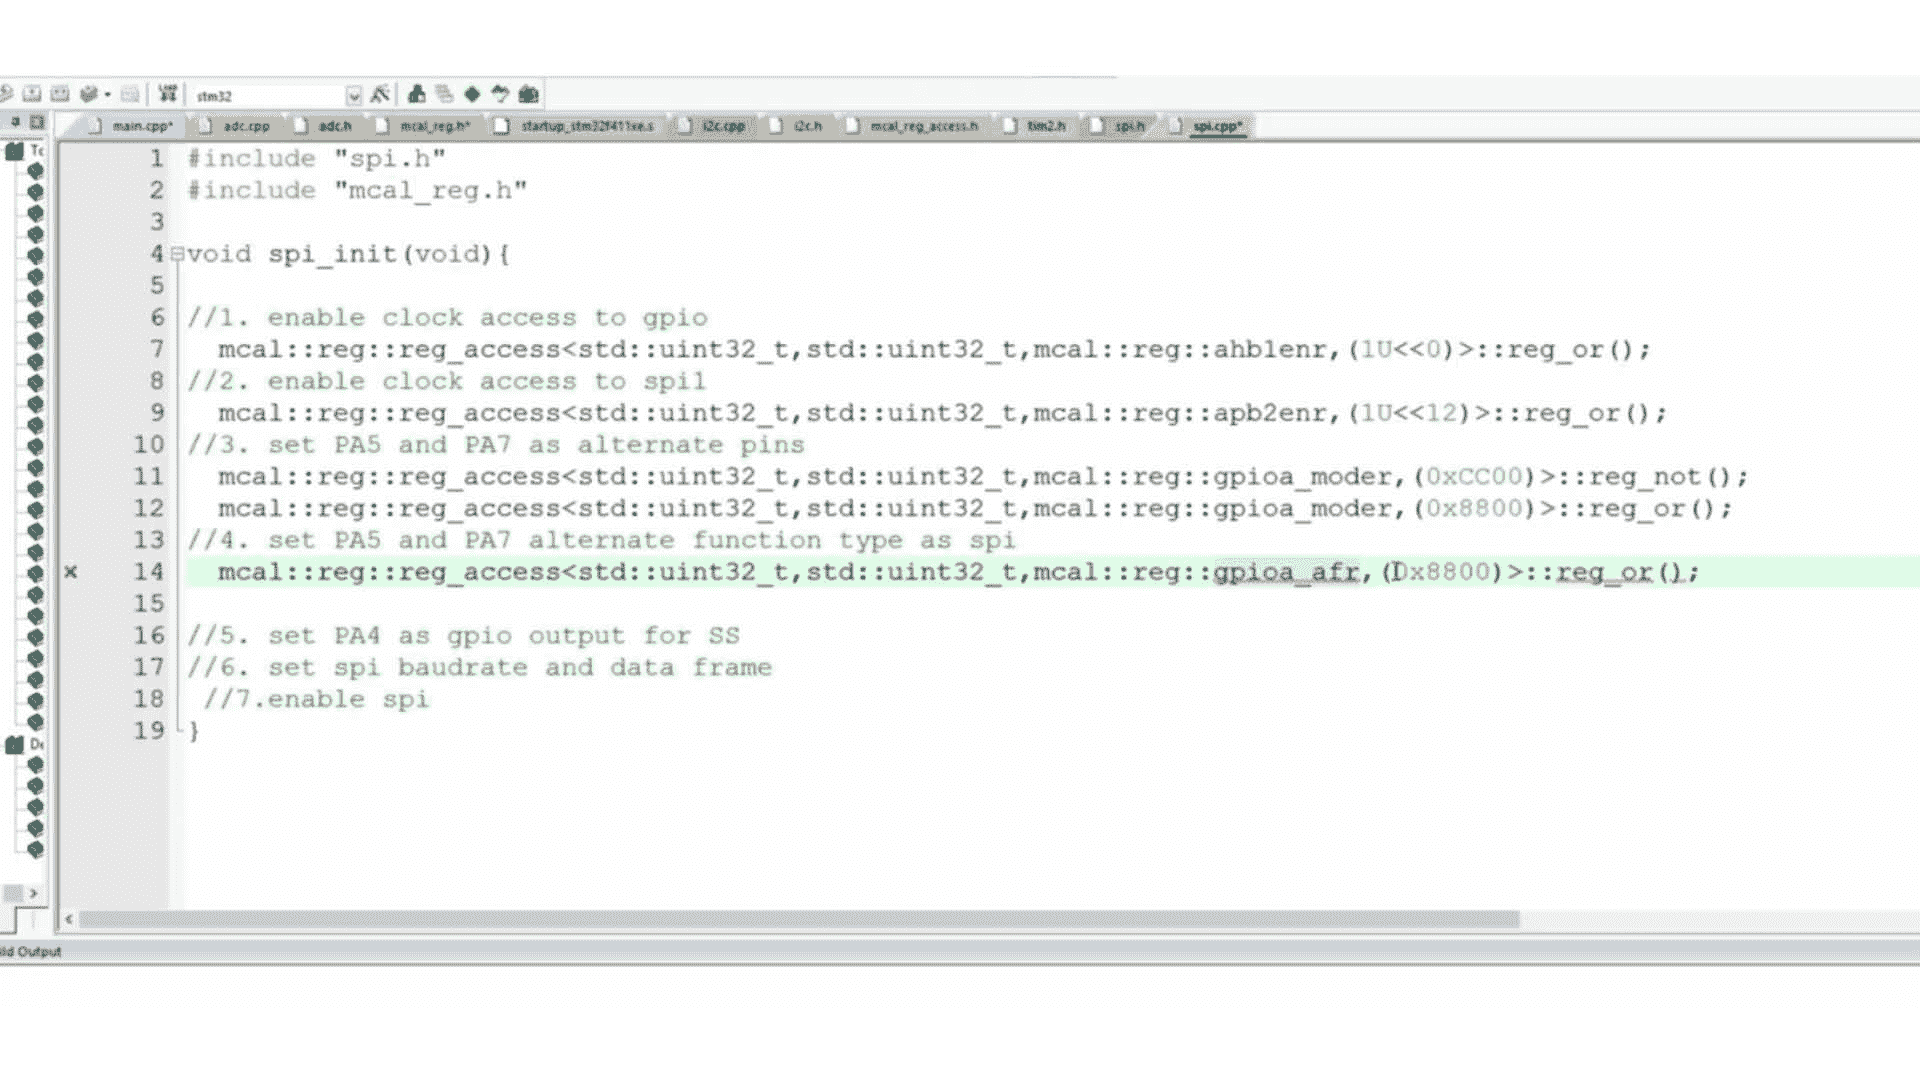 stm32
main.cpp* adc.cpp adc.h mcal_reg.h* startup_stm32f411xe.s i2c.cpp i2c.h mcal_reg_access.h tim2.h spi.h spi.cpp*
1 #include "spi.h"
2 #include "mcal_reg.h"
3
4 void spi_init(void){
5
6 //1. enable clock access to gpio
7 mcal::reg::reg_access<std::uint32_t,std::uint32_t,mcal::reg::ahb1enr,(1U<<0)>::reg_or();
8 //2. enable clock access to spi1
9 mcal::reg::reg_access<std::uint32_t,std::uint32_t,mcal::reg::apb2enr,(1U<<12)>::reg_or();
10 //3. set PA5 and PA7 as alternate pins
11 mcal::reg::reg_access<std::uint32_t,std::uint32_t,mcal::reg::gpioa_moder,(0xCC00)>::reg_not();
12 mcal::reg::reg_access<std::uint32_t,std::uint32_t,mcal::reg::gpioa_moder,(0x8800)>::reg_or();
13 //4. set PA5 and PA7 alternate function type as spi
14 mcal::reg::reg_access<std::uint32_t,std::uint32_t,mcal::reg::gpioa_afr,(0x8800)>::reg_or();
15
16 //5. set PA4 as gpio output for SS
17 //6. set spi baudrate and data frame
18 //7.enable spi
19 }
ild Output